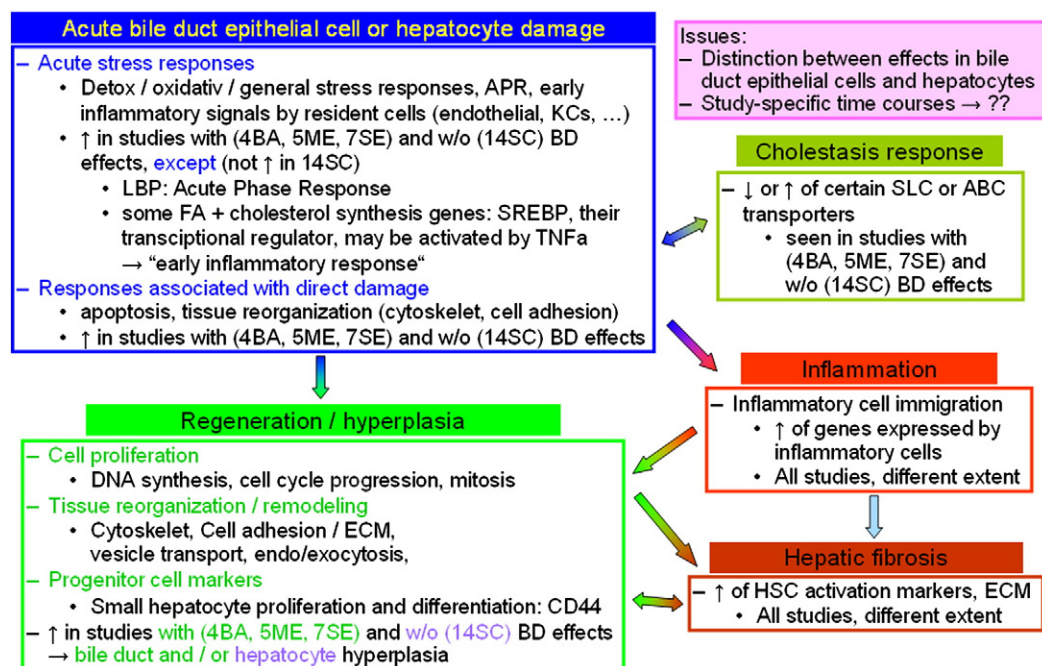 Acute bile duct epithelial cell or hepatocyte damage
– Acute stress responses
• Detox / oxidativ / general stress responses, APR, early
inflammatory signals by resident cells (endothelial, KCs, …)
• ↑ in studies with (4BA, 5ME, 7SE) and w/o (14SC) BD
effects, except (not ↑ in 14SC)
• LBP: Acute Phase Response
• some FA + cholesterol synthesis genes: SREBP, their
transciptional regulator, may be activated by TNFa
→ “early inflammatory response“
– Responses associated with direct damage
• apoptosis, tissue reorganization (cytoskelet, cell adhesion)
• ↑ in studies with (4BA, 5ME, 7SE) and w/o (14SC) BD effects
Issues:
– Distinction between effects in bile
duct epithelial cells and hepatocytes
– Study-specific time courses → ??
Cholestasis response
– ↓ or ↑ of certain SLC or ABC
transporters
• seen in studies with
(4BA, 5ME, 7SE) and
w/o (14SC) BD effects
Inflammation
– Inflammatory cell immigration
• ↑ of genes expressed by
inflammatory cells
• All studies, different extent
Regeneration / hyperplasia
– Cell proliferation
• DNA synthesis, cell cycle progression, mitosis
– Tissue reorganization / remodeling
• Cytoskelet, Cell adhesion / ECM,
vesicle transport, endo/exocytosis,
– Progenitor cell markers
• Small hepatocyte proliferation and differentiation: CD44
– ↑ in studies with (4BA, 5ME, 7SE) and w/o (14SC) BD effects
→ bile duct and / or hepatocyte hyperplasia
Hepatic fibrosis
– ↑ of HSC activation markers, ECM
• All studies, different extent